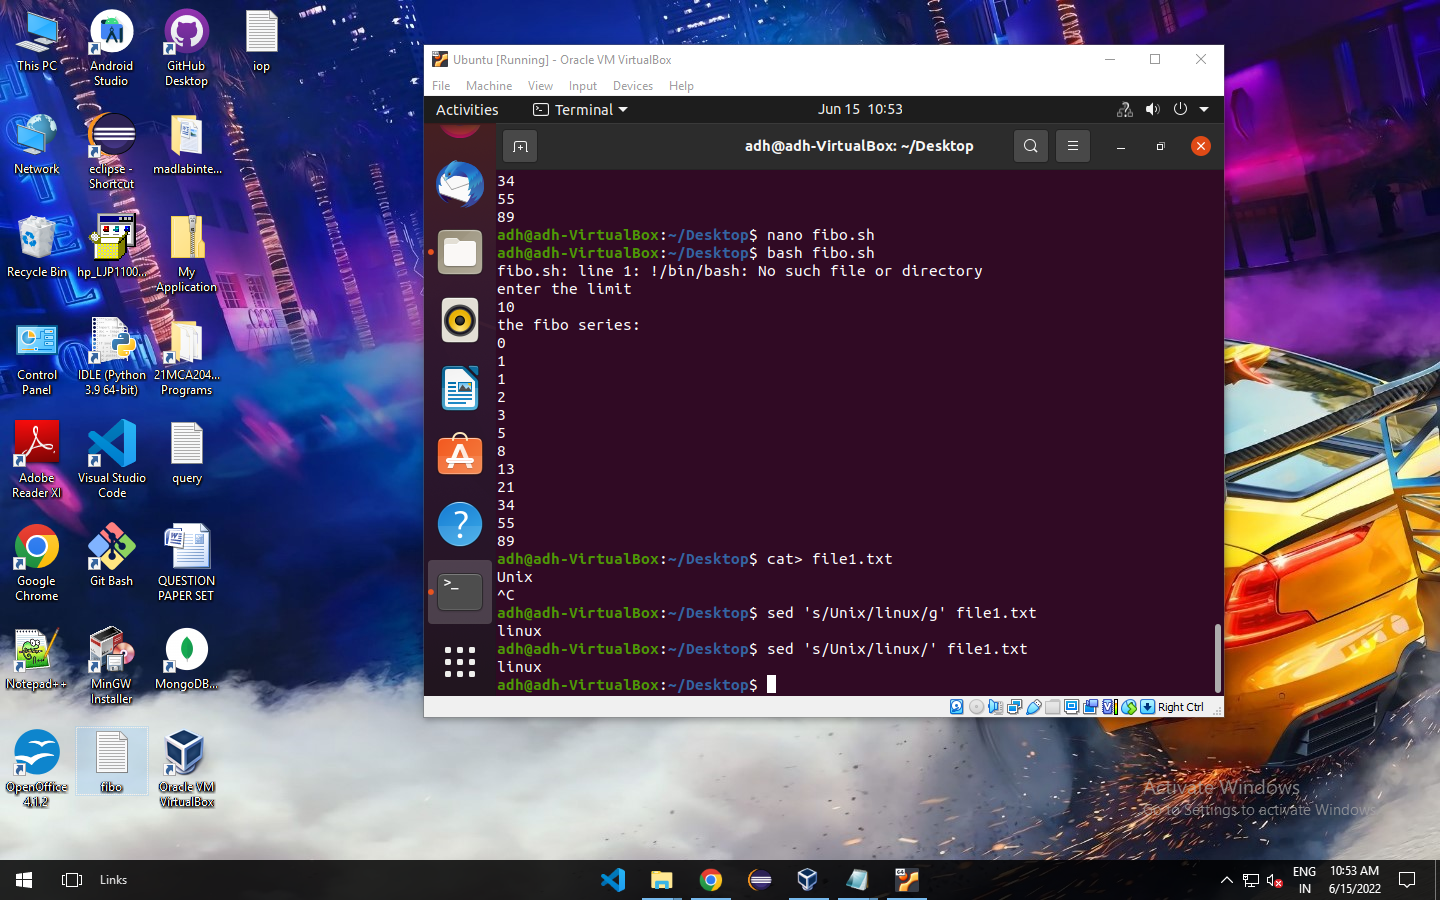 This PC
Android
Studio
GitHub
Desktop
iop
Network
eclipse -
Shortcut
madlabinte...
Recycle Bin
hp_LJP1100...
My
Application
Control
Panel
IDLE (Python
3.9 64-bit)
21MCA204...
Programs
Adobe
Reader XI
Visual Studio
Code
query
Google
Chrome
Git Bash
QUESTION
PAPER SET
Notepad++
MinGW
Installer
MongoDB...
OpenOffice
4.1.2
fibo
Oracle VM
VirtualBox
Ubuntu [Running] - Oracle VM VirtualBox
File Machine View Input Devices Help
Activities Terminal Jun 15 10:53
adh@adh-VirtualBox: ~/Desktop
34
55
89
adh@adh-VirtualBox:~/Desktop$ nano fibo.sh
adh@adh-VirtualBox:~/Desktop$ bash fibo.sh
fibo.sh: line 1: !/bin/bash: No such file or directory
enter the limit
10
the fibo series:
0
1
1
2
3
5
8
13
21
34
55
89
adh@adh-VirtualBox:~/Desktop$ cat> file1.txt
Unix
^C
adh@adh-VirtualBox:~/Desktop$ sed 's/Unix/linux/g' file1.txt
linux
adh@adh-VirtualBox:~/Desktop$ sed 's/Unix/linux/' file1.txt
linux
adh@adh-VirtualBox:~/Desktop$
Right Ctrl
Activate Windows
Go to Settings to activate Windows.
Links
ENG
IN
10:53 AM
6/15/2022